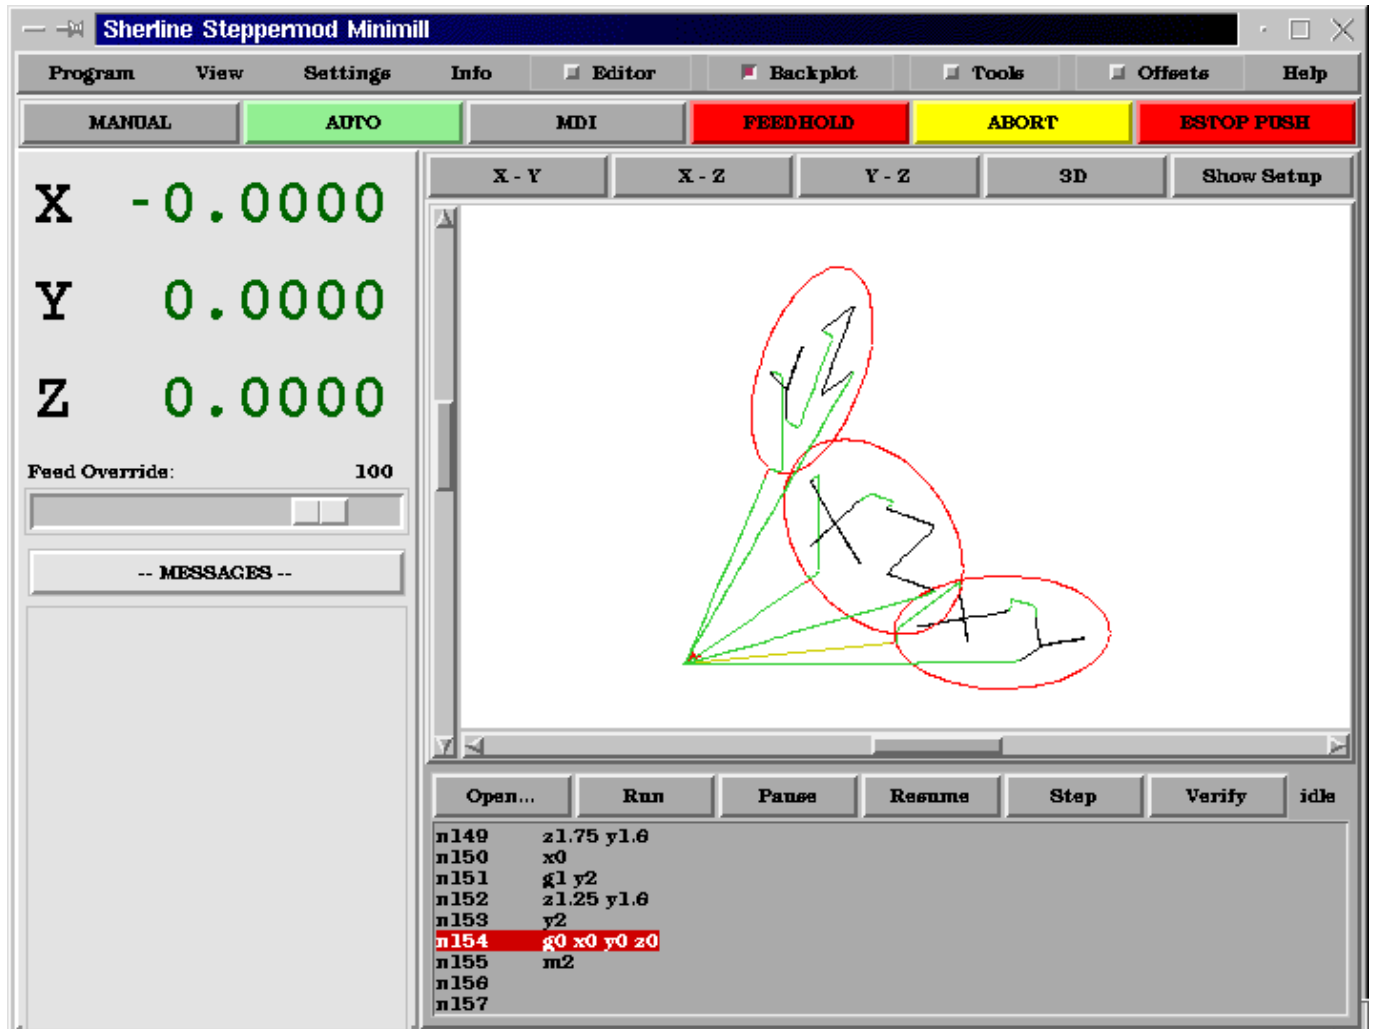 Sherline Steppermod Minimill
Program View Settings Info Editor Backplot Tools Offsets Help
MANUAL AUTO MDI FEEDHOLD ABORT ESTOP PUSH
X - Y X - Z Y - Z 3D Show Setup
X -0.0000
Y 0.0000
Z 0.0000
Feed Override: 100
-- MESSAGES --
YZ
XZ
XY
Open... Run Pause Resume Step Verify idle
n149 z1.75 y1.6
n150 x0
n151 g1 y2
n152 z1.25 y1.6
n153 y2
n154 g0 x0 y0 z0
n155 m2
n156
n157